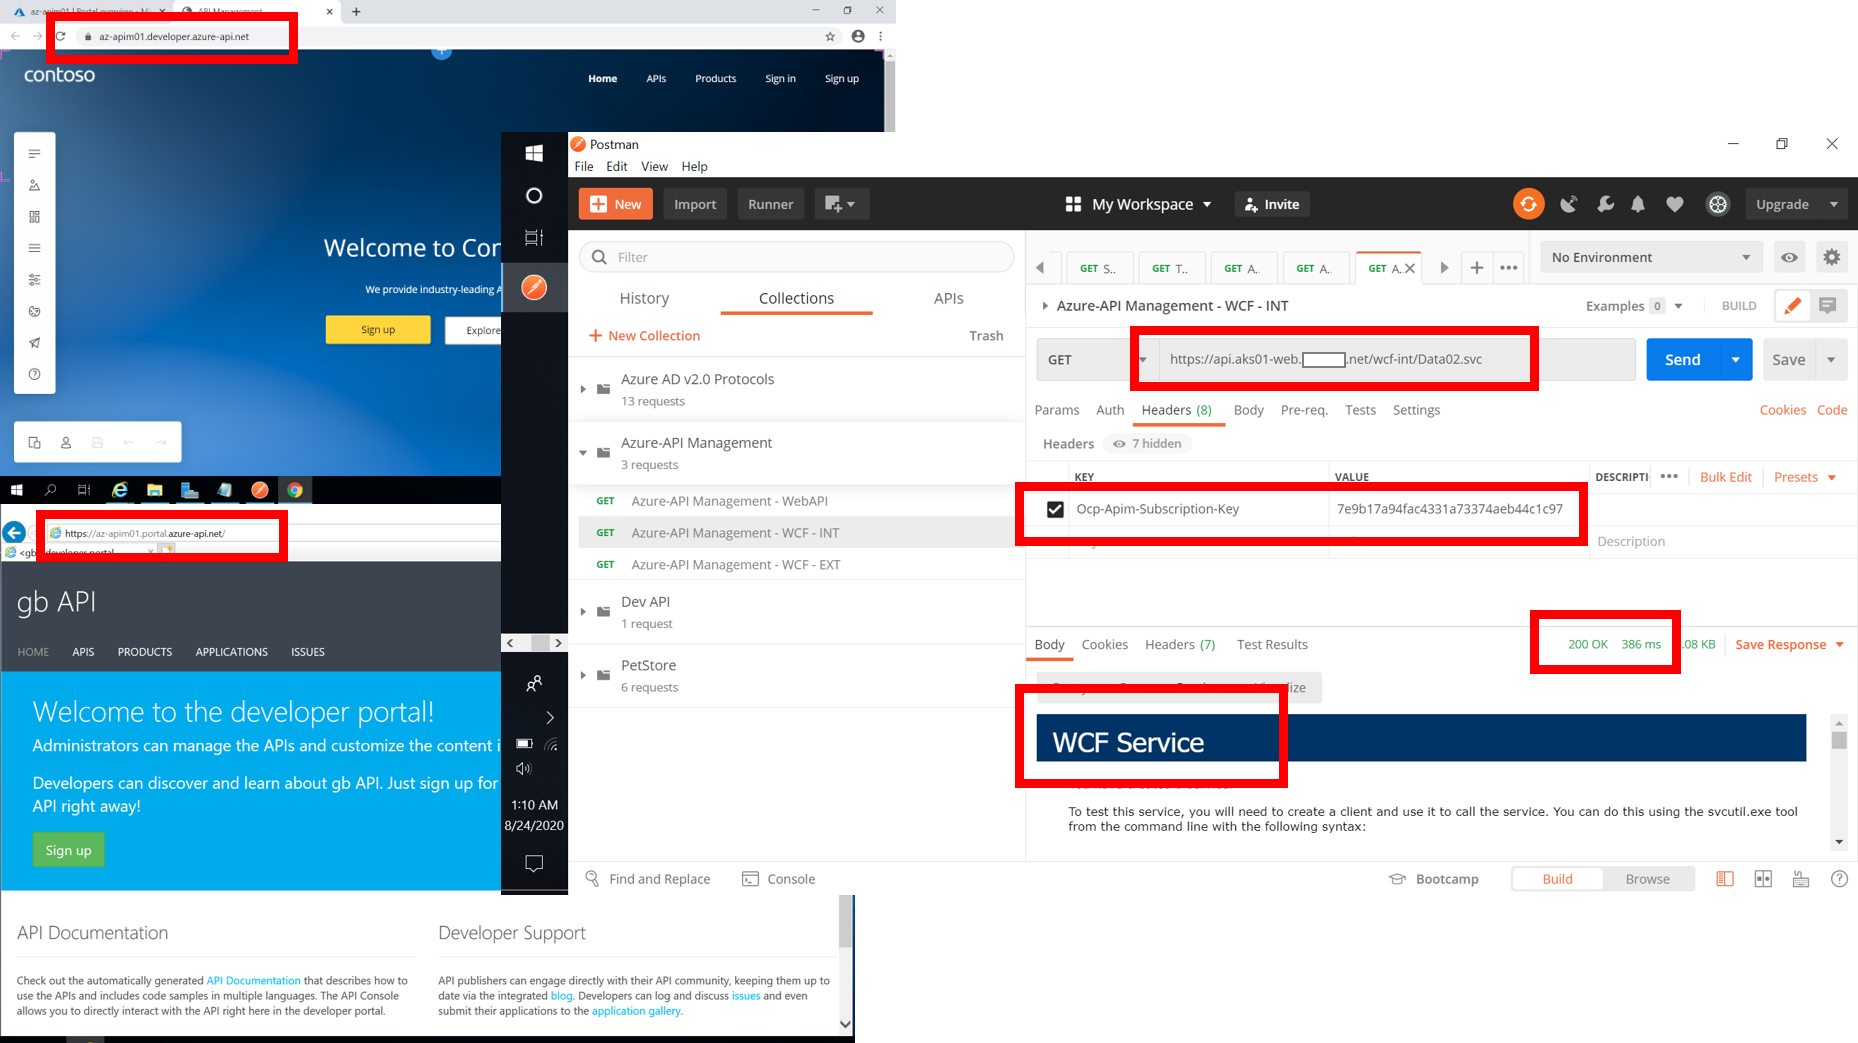 az-apim01 | Portal overview - Mi
API Management
az-apim01.developer.azure-api.net
contoso
Home APIs Products Sign in Sign up
Welcome to Con
We provide industry-leading A
Sign up Explore
https://az-apim01.portal.azure-api.net/
<gb developer portal
gb API
HOME APIS PRODUCTS APPLICATIONS ISSUES
Welcome to the developer portal!
Administrators can manage the APIs and customize the content i
Developers can discover and learn about gb API. Just sign up for
API right away!
Sign up
API Documentation
Check out the automatically generated API Documentation that describes how to
use the APIs and includes code samples in multiple languages. The API Console
allows you to directly interact with the API right here in the developer portal.
Developer Support
API publishers can engage directly with their API community, keeping them up to
date via the integrated blog. Developers can log and discuss issues and even
submit their applications to the application gallery.
1:10 AM
8/24/2020
Postman
File Edit View Help
New Import Runner
My Workspace Invite
Upgrade
Filter
History Collections APIs
New Collection Trash
Azure AD v2.0 Protocols
13 requests
Azure-API Management
3 requests
GET Azure-API Management - WebAPI
GET Azure-API Management - WCF - INT
GET Azure-API Management - WCF - EXT
Dev API
1 request
PetStore
6 requests
GET S.. GET T.. GET A.. GET A.. GET A..
No Environment
Azure-API Management - WCF - INT
Examples 0 BUILD
GET https://api.aks01-web. .net/wcf-int/Data02.svc
Send Save
Params Auth Headers (8) Body Pre-req. Tests Settings Cookies Code
Headers 7 hidden
KEY VALUE DESCRIPTI Bulk Edit Presets
Ocp-Apim-Subscription-Key 7e9b17a94fac4331a73374aeb44c1c97
Description
Body Cookies Headers (7) Test Results 200 OK 386 ms .08 KB Save Response
WCF Service
To test this service, you will need to create a client and use it to call the service. You can do this using the svcutil.exe tool
from the command line with the following syntax:
Find and Replace Console
Bootcamp Build Browse